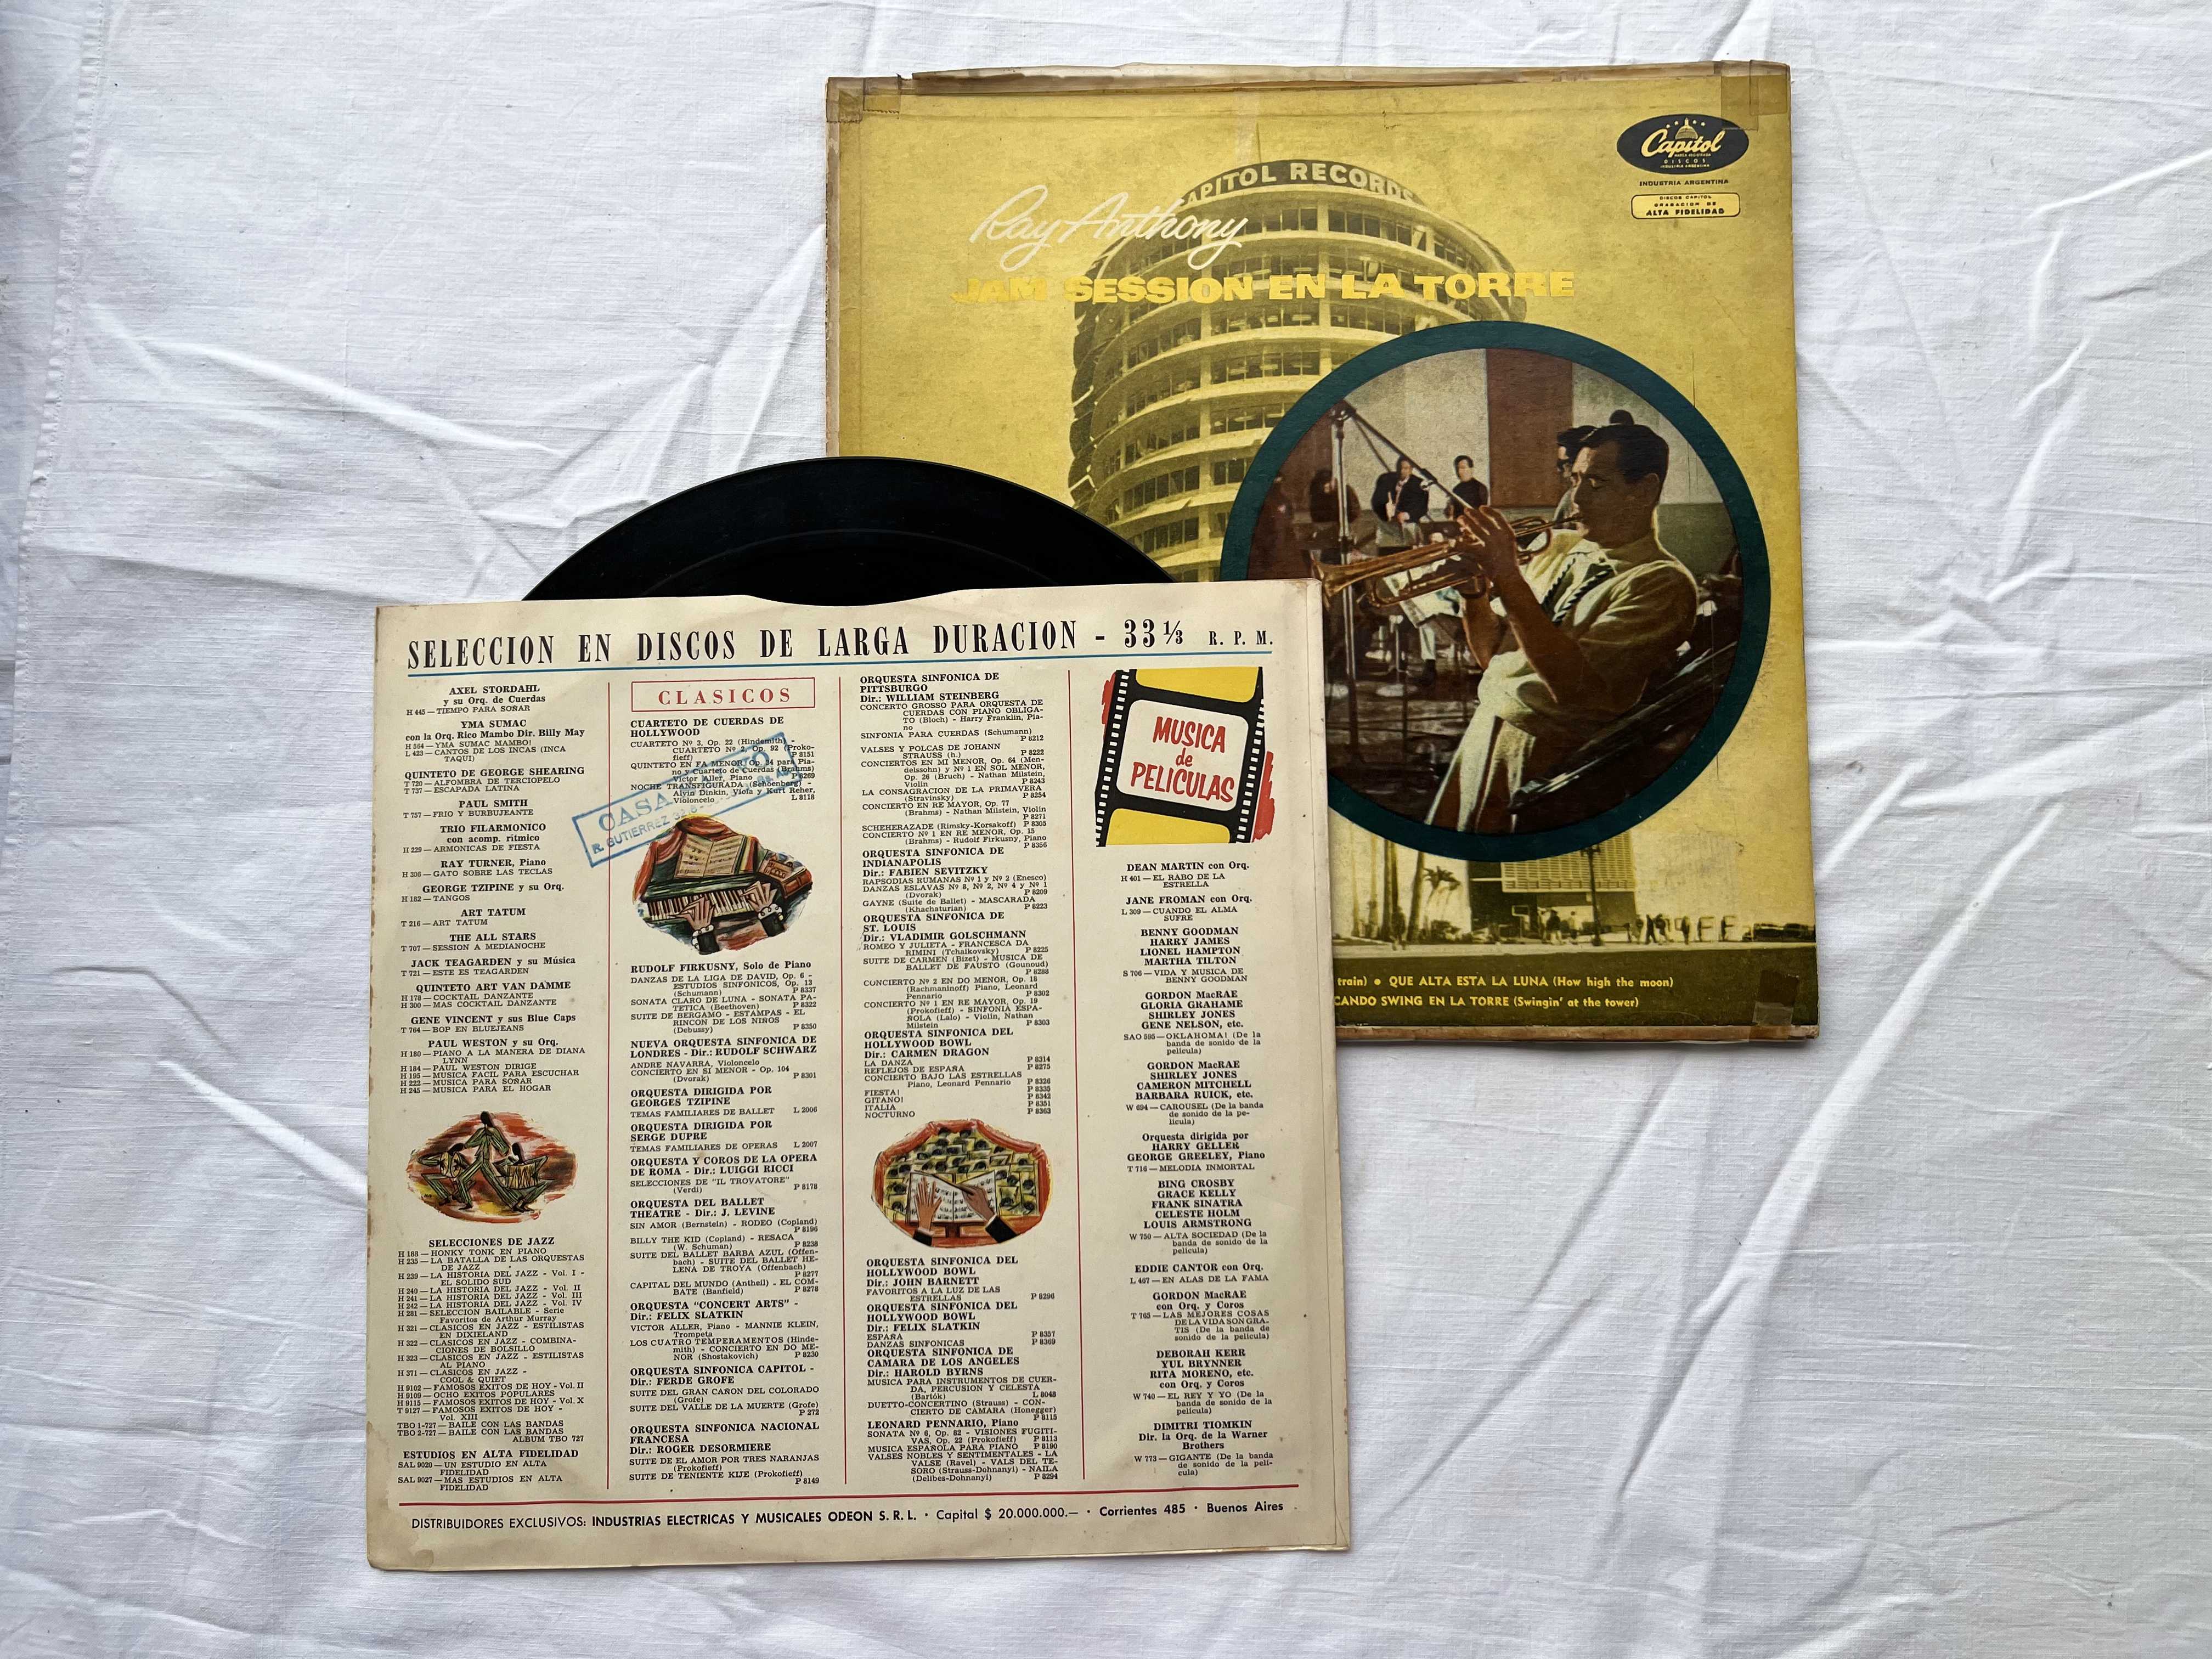 Capitol
MARCA REGISTRADA
DISCOS
INDUSTRIA ARGENTINA
INDUSTRIA ARGENTINA
DISCOS CAPITOL
GRABACION DE
ALTA FIDELIDAD
CAPITOL RECORDS
Ray Anthony
JAM SESSION EN LA TORRE
train) • QUE ALTA ESTA LA LUNA (How high the moon)
CANDO SWING EN LA TORRE (Swingin' at the tower)
SELECCION EN DISCOS DE LARGA DURACION - 33⅓ R. P. M.
AXEL STORDAHL
y su Orq. de Cuerdas
H 445 — TIEMPO PARA SOÑAR
YMA SUMAC
con la Orq. Rico Mambo Dir. Billy May
H 564 — YMA SUMAC MAMBO!
L 423 — CANTOS DE LOS INCAS (INCA
TAQUI)
QUINTETO DE GEORGE SHEARING
T 720 — ALFOMBRA DE TERCIOPELO
T 737 — ESCAPADA LATINA
PAUL SMITH
T 757 — FRIO Y BURBUJEANTE
TRIO FILARMONICO
con acomp. rítmico
H 229 — ARMONICAS DE FIESTA
RAY TURNER, Piano
H 306 — GATO SOBRE LAS TECLAS
GEORGE TZIPINE y su Orq.
H 182 — TANGOS
ART TATUM
T 216 — ART TATUM
THE ALL STARS
T 707 — SESSION A MEDIANOCHE
JACK TEAGARDEN y su Música
T 721 — ESTE ES TEAGARDEN
QUINTETO ART VAN DAMME
H 178 — COCKTAIL DANZANTE
H 300 — MAS COCKTAIL DANZANTE
GENE VINCENT y sus Blue Caps
T 764 — BOP EN BLUEJEANS
PAUL WESTON y su Orq.
H 180 — PIANO A LA MANERA DE DIANA
LYNN
H 184 — PAUL WESTON DIRIGE
H 195 — MUSICA FACIL PARA ESCUCHAR
H 222 — MUSICA PARA SOÑAR
H 245 — MUSICA PARA EL HOGAR
SELECCIONES DE JAZZ
H 183 — HONKY TONK EN PIANO
H 235 — LA BATALLA DE LAS ORQUESTAS
DE JAZZ
H 239 — LA HISTORIA DEL JAZZ - Vol. I -
EL SOLIDO SUD
H 240 — LA HISTORIA DEL JAZZ - Vol. II
H 241 — LA HISTORIA DEL JAZZ - Vol. III
H 242 — LA HISTORIA DEL JAZZ - Vol. IV
H 281 — SELECCION BAILABLE - Serie
Favoritos de Arthur Murray
H 321 — CLASICOS EN JAZZ - ESTILISTAS
EN DIXIELAND
H 322 — CLASICOS EN JAZZ - COMBINA-
CIONES DE BOLSILLO
H 323 — CLASICOS EN JAZZ - ESTILISTAS
AL PIANO
H 371 — CLASICOS EN JAZZ -
COOL & QUIET
H 9102 — FAMOSOS EXITOS DE HOY - Vol. II
H 9109 — OCHO EXITOS POPULARES
H 9115 — FAMOSOS EXITOS DE HOY - Vol. X
T 9127 — FAMOSOS EXITOS DE HOY -
Vol. XIII
TBO 1-727 — BAILE CON LAS BANDAS
TBO 2-727 — BAILE CON LAS BANDAS
ALBUM TBO 727
ESTUDIOS EN ALTA FIDELIDAD
SAL 9020 — UN ESTUDIO EN ALTA
FIDELIDAD
SAL 9027 — MAS ESTUDIOS EN ALTA
FIDELIDAD
CLASICOS
CUARTETO DE CUERDAS DE
HOLLYWOOD
CUARTETO Nº 3, Op. 22 (Hindemith)
CUARTETO Nº 2, Op. 92 (Proko-
fieff) P 8151
QUINTETO EN FA MENOR, Op. 34 para Pia-
no y Cuarteto de Cuerdas (Brahms)
Victor Aller, Piano P 8269
NOCHE TRANSFIGURADA (Schoenberg) -
Alvin Dinkin, Viola y Kurt Reher,
Violoncelo L 8118
CASA
R. GUTIERREZ
RUDOLF FIRKUSNY, Solo de Piano
DANZAS DE LA LIGA DE DAVID, Op. 6 -
ESTUDIOS SINFONICOS, Op. 13
(Schumann) P 8337
SONATA CLARO DE LUNA - SONATA PA-
TETICA (Beethoven) P 8322
SUITE DE BERGAMO - ESTAMPAS - EL
RINCON DE LOS NIÑOS
(Debussy) P 8350
NUEVA ORQUESTA SINFONICA DE
LONDRES - Dir.: RUDOLF SCHWARZ
ANDRE NAVARRA, Violoncelo
CONCIERTO EN SI MENOR - Op. 104
(Dvorak) P 8301
ORQUESTA DIRIGIDA POR
GEORGES TZIPINE
TEMAS FAMILIARES DE BALLET L 2006
ORQUESTA DIRIGIDA POR
SERGE DUPRE
TEMAS FAMILIARES DE OPERAS L 2007
ORQUESTA Y COROS DE LA OPERA
DE ROMA - Dir.: LUIGGI RICCI
SELECCIONES DE "IL TROVATORE"
(Verdi) P 8178
ORQUESTA DEL BALLET
THEATRE - Dir.: J. LEVINE
SIN AMOR (Bernstein) - RODEO (Copland)
P 8196
BILLY THE KID (Copland) - RESACA
(W. Schuman) P 8238
SUITE DEL BALLET BARBA AZUL (Offen-
bach) - SUITE DEL BALLET HE-
LENA DE TROYA (Offenbach)
P 8277
CAPITAL DEL MUNDO (Antheil) - EL COM-
BATE (Banfield) P 8278
ORQUESTA "CONCERT ARTS" -
Dir.: FELIX SLATKIN
VICTOR ALLER, Piano - MANNIE KLEIN,
Trompeta
LOS CUATRO TEMPERAMENTOS (Hinde-
mith) - CONCIERTO EN DO ME-
NOR (Shostakovich) P 8230
ORQUESTA SINFONICA CAPITOL -
Dir.: FERDE GROFE
SUITE DEL GRAN CAÑON DEL COLORADO
(Grofe)
SUITE DEL VALLE DE LA MUERTE (Grofe)
P 272
ORQUESTA SINFONICA NACIONAL
FRANCESA
Dir.: ROGER DESORMIERE
SUITE DE EL AMOR POR TRES NARANJAS
(Prokofieff)
SUITE DE TENIENTE KIJE (Prokofieff)
P 8149
ORQUESTA SINFONICA DE
PITTSBURGO
Dir.: WILLIAM STEINBERG
CONCERTO GROSSO PARA ORQUESTA DE
CUERDAS CON PIANO OBLIGA-
TO (Bloch) - Harry Franklin, Pia-
no
SINFONIA PARA CUERDAS (Schumann)
P 8212
VALSES Y POLCAS DE JOHANN
STRAUSS (h.) P 8222
CONCIERTOS EN MI MENOR, Op. 64 (Men-
delssohn) y Nº 1 EN SOL MENOR,
Op. 26 (Bruch) - Nathan Milstein,
Violín P 8243
LA CONSAGRACION DE LA PRIMAVERA
(Stravinsky) P 8254
CONCIERTO EN RE MAYOR, Op. 77
(Brahms) - Nathan Milstein, Violín
P 8271
SCHEHERAZADE (Rimsky-Korsakoff) P 8305
CONCIERTO Nº 1 EN RE MENOR, Op. 15
(Brahms) - Rudolf Firkusny, Piano
P 8356
ORQUESTA SINFONICA DE
INDIANAPOLIS
Dir.: FABIEN SEVITZKY
RAPSODIAS RUMANAS Nº 1 y Nº 2 (Enesco)
DANZAS ESLAVAS Nº 8, Nº 2, Nº 4 y Nº 1
(Dvorak) P 8209
GAYNE (Suite de Ballet) - MASCARADA
(Khachaturian) P 8223
ORQUESTA SINFONICA DE
ST. LOUIS
Dir.: VLADIMIR GOLSCHMANN
ROMEO Y JULIETA - FRANCESCA DA
RIMINI (Tchaikovsky) P 8225
SUITE DE CARMEN (Bizet) - MUSICA DE
BALLET DE FAUSTO (Gounoud)
P 8288
CONCIERTO Nº 2 EN DO MENOR, Op. 18
(Rachmaninoff) Piano, Leonard
Pennario P 8302
CONCIERTO Nº 1 EN RE MAYOR, Op. 19
(Prokofieff) - SINFONIA ESPA-
ÑOLA (Lalo) - Violín, Nathan
Milstein P 8303
ORQUESTA SINFONICA DEL
HOLLYWOOD BOWL
Dir.: CARMEN DRAGON
LA DANZA P 8314
REFLEJOS DE ESPAÑA P 8275
CONCIERTO BAJO LAS ESTRELLAS
Piano, Leonard Pennario P 8326
FIESTA! P 8335
GITANO! P 8342
ITALIA P 8351
NOCTURNO P 8363
ORQUESTA SINFONICA DEL
HOLLYWOOD BOWL
Dir.: JOHN BARNETT
FAVORITOS A LA LUZ DE LAS
ESTRELLAS P 8296
ORQUESTA SINFONICA DEL
HOLLYWOOD BOWL
Dir.: FELIX SLATKIN
ESPAÑA P 8357
DANZAS SINFONICAS P 8369
ORQUESTA SINFONICA DE
CAMARA DE LOS ANGELES
Dir.: HAROLD BYRNS
MUSICA PARA INSTRUMENTOS DE CUER-
DA, PERCUSION Y CELESTA
(Bartók) L 8048
DUETTO-CONCERTINO (Strauss) - CON-
CIERTO DE CAMARA (Honegger)
P 8115
LEONARD PENNARIO, Piano
SONATA Nº 6, Op. 82 - VISIONES FUGITI-
VAS, Op. 22 (Prokofieff) P 8113
MUSICA ESPAÑOLA PARA PIANO P 8190
VALSES NOBLES Y SENTIMENTALES - LA
VALSE (Ravel) - VALS DEL TE-
SORO (Strauss-Dohnanyi) - NAILA
(Delibes-Dohnanyi) P 8294
MUSICA
de
PELICULAS
DEAN MARTIN con Orq.
H 401 — EL RABO DE LA
ESTRELLA
JANE FROMAN con Orq.
L 309 — CUANDO EL ALMA
SUFRE
BENNY GOODMAN
HARRY JAMES
LIONEL HAMPTON
MARTHA TILTON
S 706 — VIDA Y MUSICA DE
BENNY GOODMAN
GORDON MacRAE
GLORIA GRAHAME
SHIRLEY JONES
GENE NELSON, etc.
SAO 595 — OKLAHOMA! (De la
banda de sonido de la
película)
GORDON MacRAE
SHIRLEY JONES
CAMERON MITCHELL
BARBARA RUICK, etc.
W 694 — CAROUSEL (De la banda
de sonido de la pe-
lícula)
Orquesta dirigida por
HARRY GELLER
GEORGE GREELEY, Piano
T 716 — MELODIA INMORTAL
BING CROSBY
GRACE KELLY
FRANK SINATRA
CELESTE HOLM
LOUIS ARMSTRONG
W 750 — ALTA SOCIEDAD (De la
banda de sonido de la
película)
EDDIE CANTOR con Orq.
L 467 — EN ALAS DE LA FAMA
GORDON MacRAE
con Orq. y Coros
T 765 — LAS MEJORES COSAS
DE LA VIDA SON GRA-
TIS (De la banda de
sonido de la película)
DEBORAH KERR
YUL BRYNNER
RITA MORENO, etc.
con Orq. y Coros
W 740 — EL REY Y YO (De la
banda de sonido de la
película)
DIMITRI TIOMKIN
Dir. la Orq. de la Warner
Brothers
W 773 — GIGANTE (De la banda
de sonido de la pelí-
cula)
DISTRIBUIDORES EXCLUSIVOS: INDUSTRIAS ELECTRICAS Y MUSICALES ODEON S. R. L. · Capital $ 20.000.000.— · Corrientes 485 · Buenos Aires